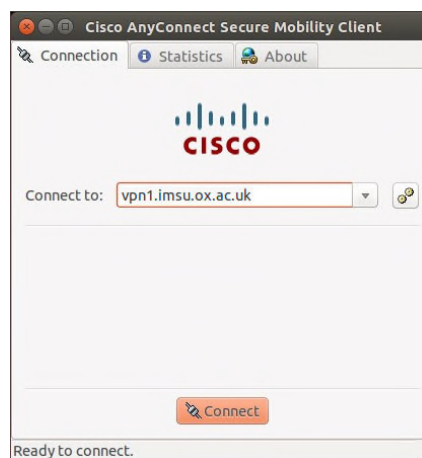 Cisco AnyConnect Secure Mobility Client
Connection Statistics About
CISCO
Connect to: vpn1.imsu.ox.ac.uk
Connect
Ready to connect.